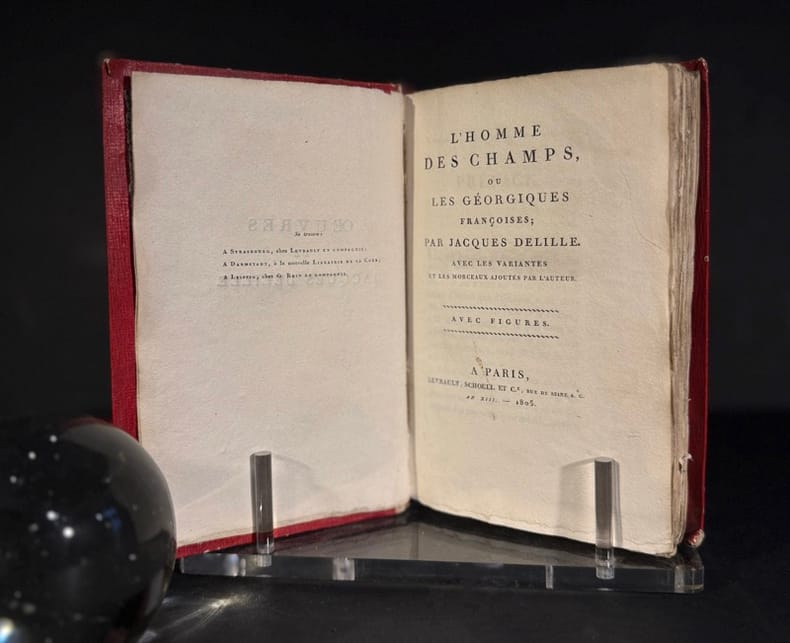 Se trouve:
A Strasbourg, chez Levrault et compagnie;
A Darmstadt, à la nouvelle Librairie de la Cour;
A Leipzig, chez de Roin et compagnie.
L'HOMME
DES CHAMPS,
OU
LES GÉORGIQUES
FRANÇOISES;
PAR JACQUES DELILLE.
AVEC LES VARIANTES
ET LES MORCEAUX AJOUTÉS PAR L'AUTEUR.
AVEC FIGURES.
A PARIS,
LEVRAULT, SCHOELL ET C.e, RUE DE SEINE S. G.
AN XIII. — 1805.